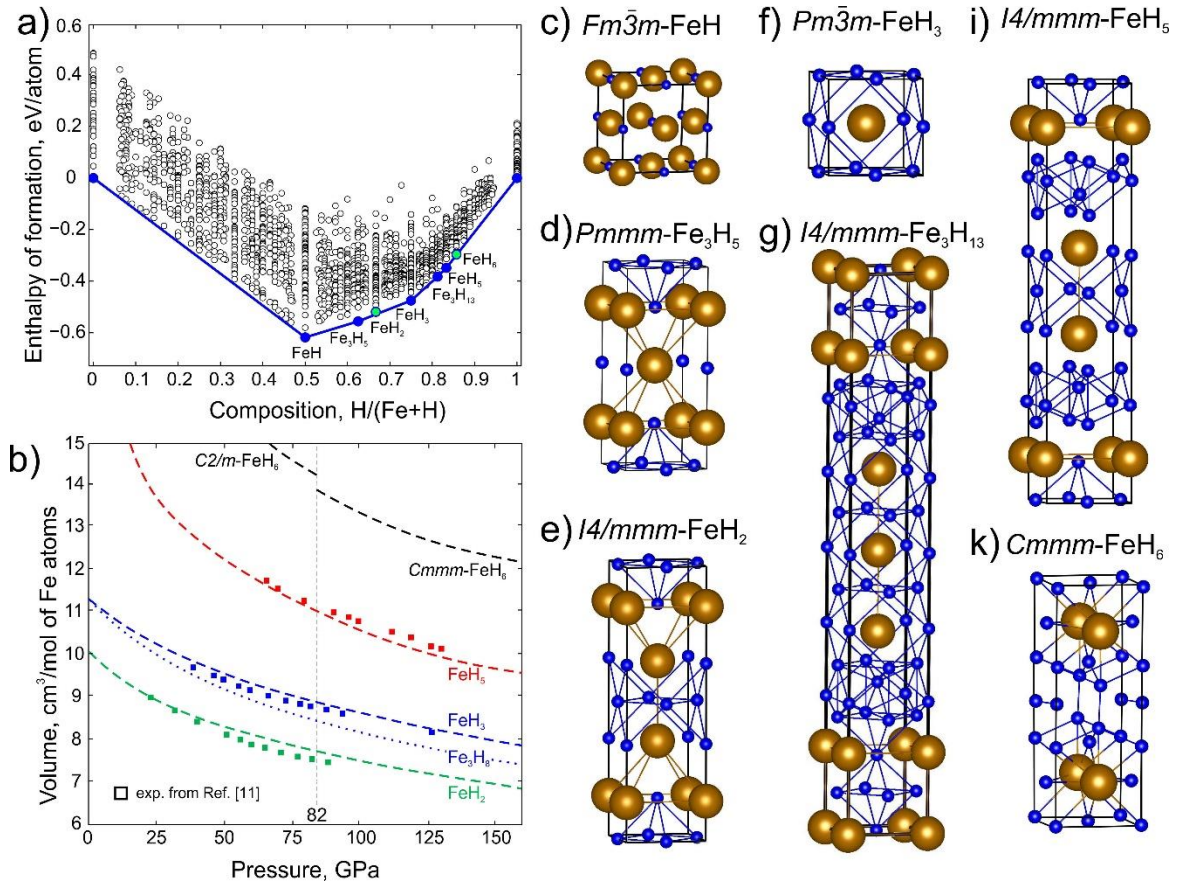 a)
Enthalpy of formation, eV/atom
0.6
0.4
0.2
0
−0.2
−0.4
−0.6
FeH
Fe₃H₅
FeH₂
FeH₃
Fe₃H₁₃
FeH₅
FeH₆
0 0.1 0.2 0.3 0.4 0.5 0.6 0.7 0.8 0.9 1
Composition, H/(Fe+H)
b)
Volume, cm³/mol of Fe atoms
15
14
13
12
11
10
9
8
7
6
5
C2/m-FeH₆
Cmmm-FeH₆
FeH₅
FeH₃
Fe₃H₈
FeH₂
exp. from Ref. [11]
82
0 25 50 75 100 125 150
Pressure, GPa
c) Fm3̄m-FeH
d) Pmmm-Fe₃H₅
e) I4/mmm-FeH₂
f) Pm3̄m-FeH₃
g) I4/mmm-Fe₃H₁₃
i) I4/mmm-FeH₅
k) Cmmm-FeH₆